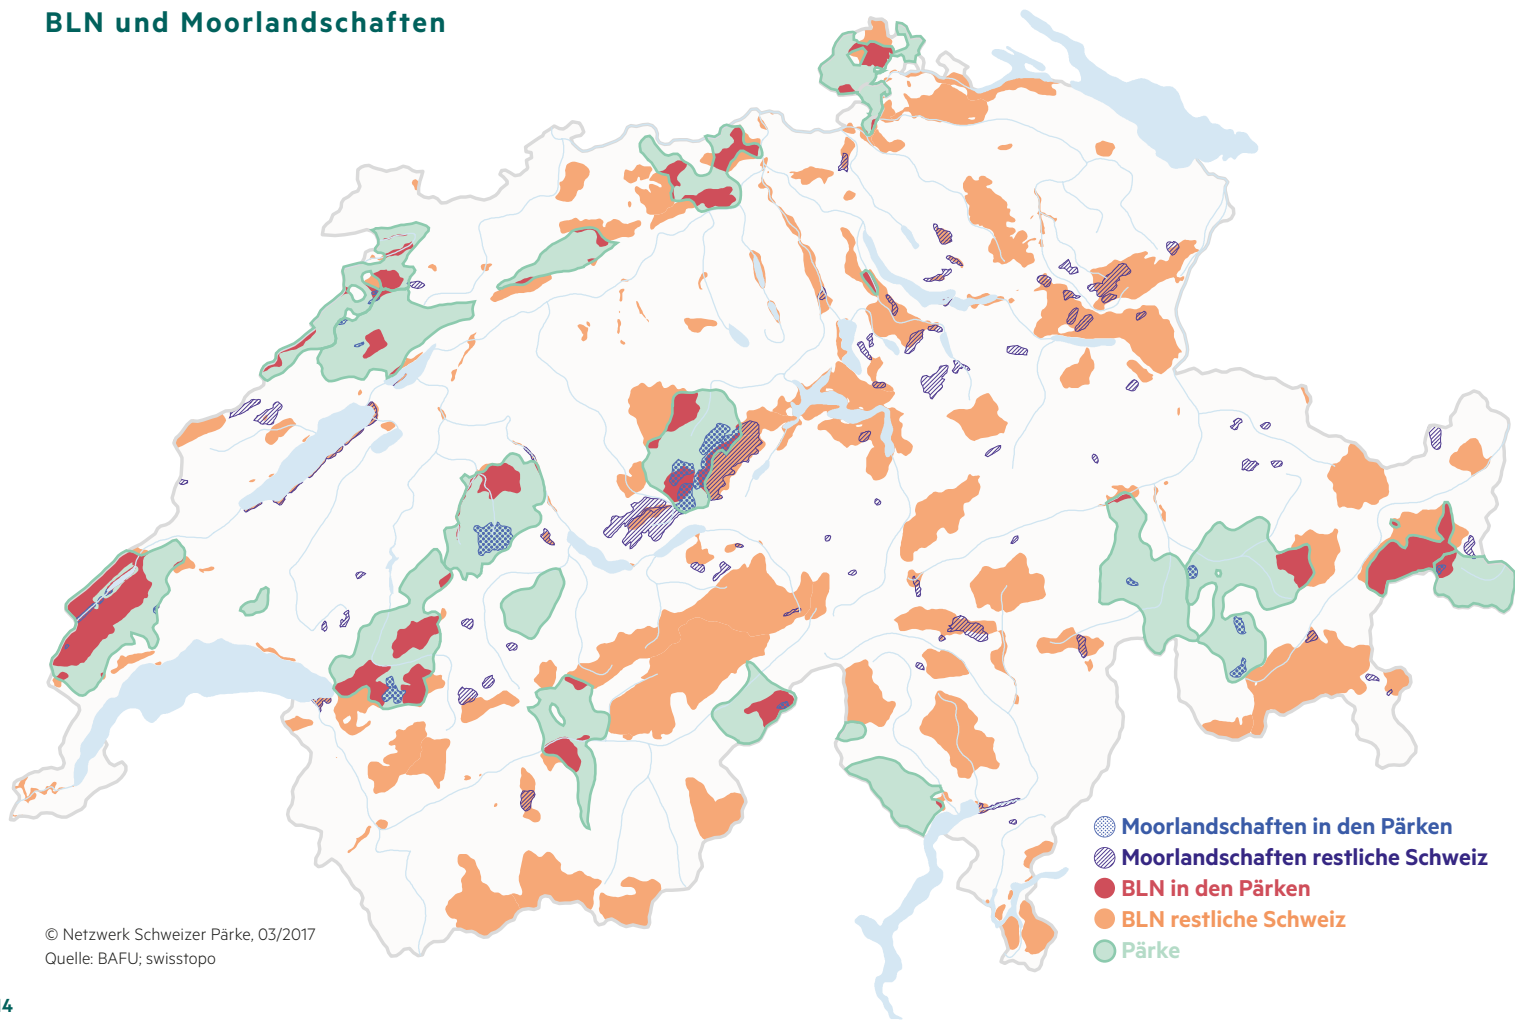 BLN und Moorlandschaften
Moorlandschaften in den Pärken
Moorlandschaften restliche Schweiz
BLN in den Pärken
BLN restliche Schweiz
Pärke
© Netzwerk Schweizer Pärke, 03/2017
Quelle: BAFU; swisstopo